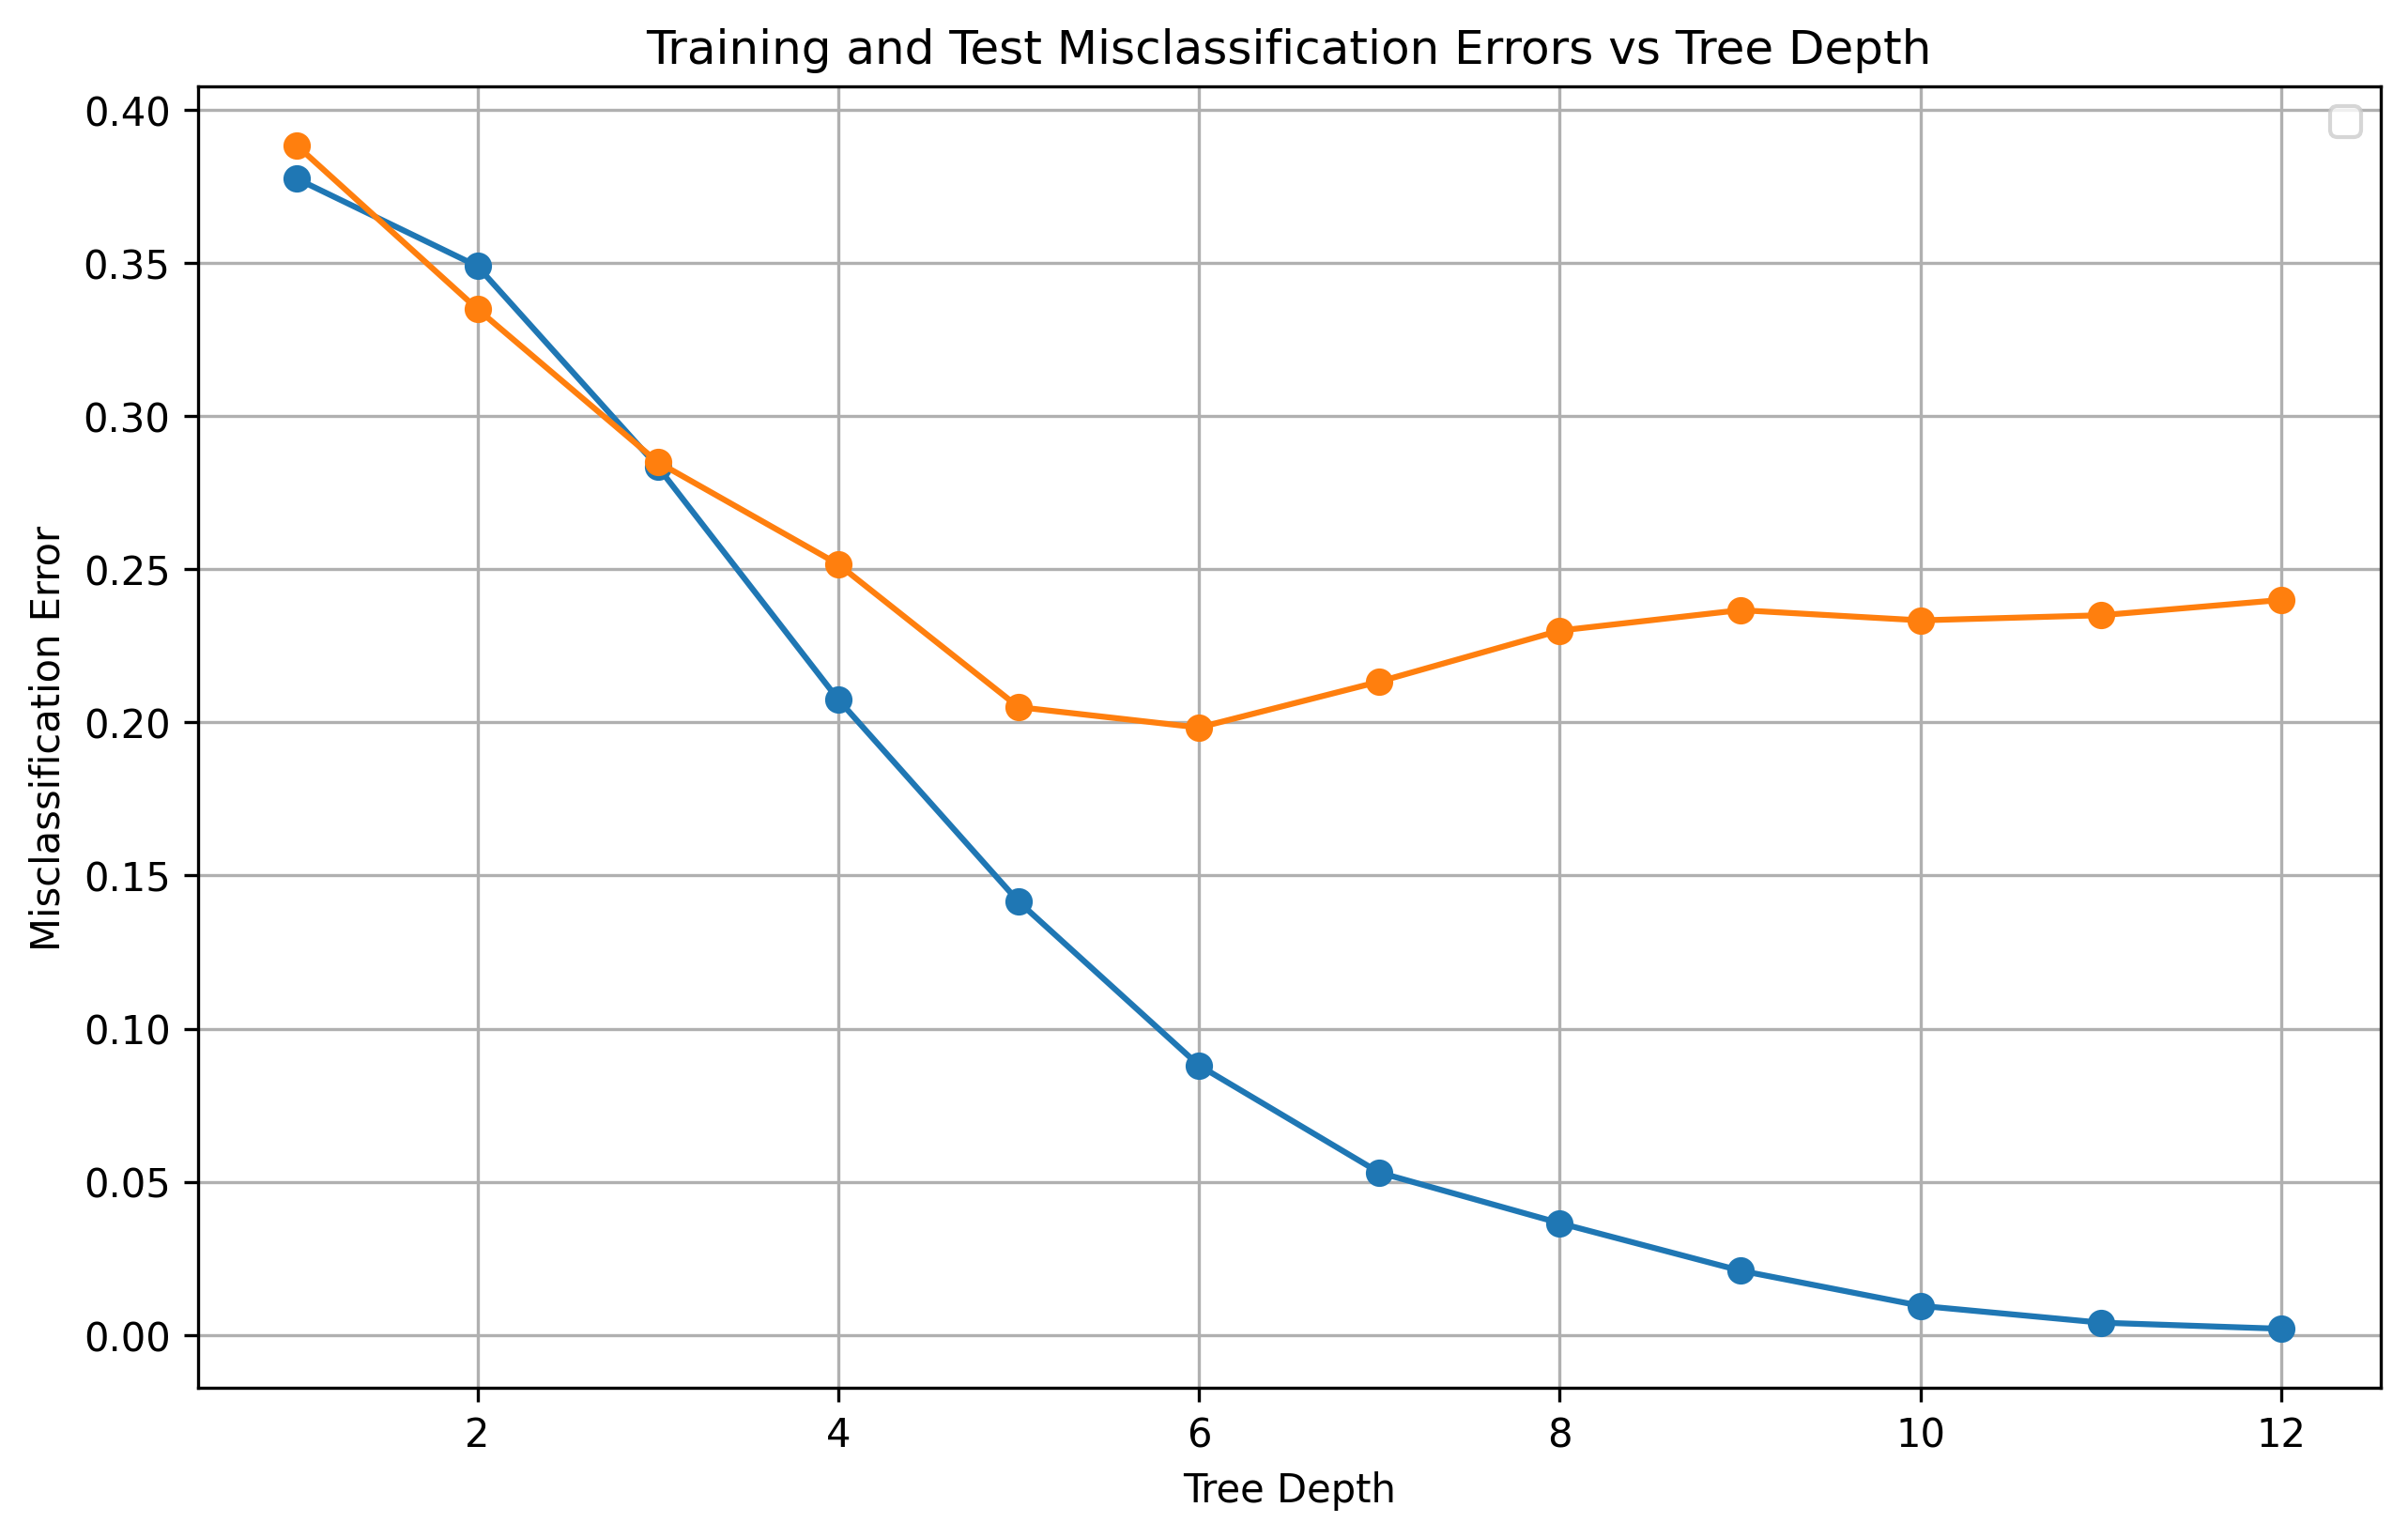 Training and Test Misclassification Errors vs Tree Depth
0.40
0.35
0.30
0.25
0.20
0.15
0.10
0.05
0.00
Misclassification Error
2 4 6 8 10 12
Tree Depth